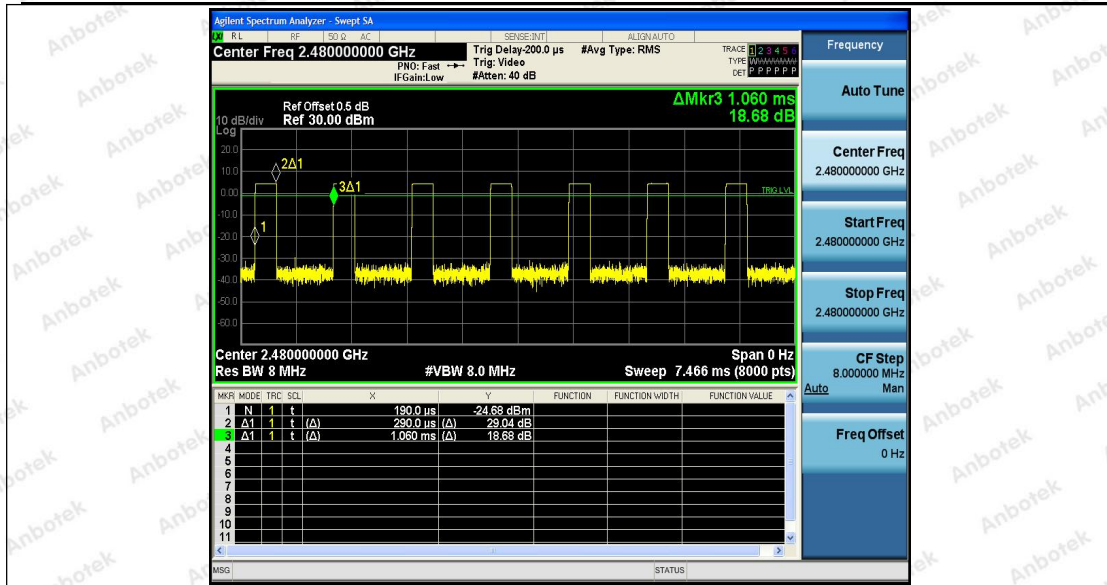 Agilent Spectrum Analyzer - Swept SA
RL RF 50 Ω AC SENSE:INT ALIGNAUTO
Center Freq 2.480000000 GHz
PNO: Fast
IFGain:Low
Trig Delay-200.0 µs
Trig: Video
#Atten: 40 dB
#Avg Type: RMS
TRACE 1 2 3 4 5 6
TYPE
DET P P P P P P
ΔMkr3 1.060 ms
18.68 dB
Ref Offset 0.5 dB
10 dB/div Ref 30.00 dBm
Log
20.0
10.0
0.00
-10.0
-20.0
-30.0
-40.0
-50.0
-60.0
2Δ1
3Δ1
1
TRIG LVL
Center 2.480000000 GHz Span 0 Hz
Res BW 8 MHz #VBW 8.0 MHz Sweep 7.466 ms (8000 pts)
MKR MODE TRC SCL X Y FUNCTION FUNCTION WIDTH FUNCTION VALUE
1 N 1 t 190.0 µs -24.68 dBm
2 Δ1 1 t (Δ) 290.0 µs (Δ) 29.04 dB
3 Δ1 1 t (Δ) 1.060 ms (Δ) 18.68 dB
4
5
6
7
8
9
10
11
MSG STATUS
Frequency
Auto Tune
Center Freq
2.480000000 GHz
Start Freq
2.480000000 GHz
Stop Freq
2.480000000 GHz
CF Step
8.000000 MHz
Auto Man
Freq Offset
0 Hz
Anbotek